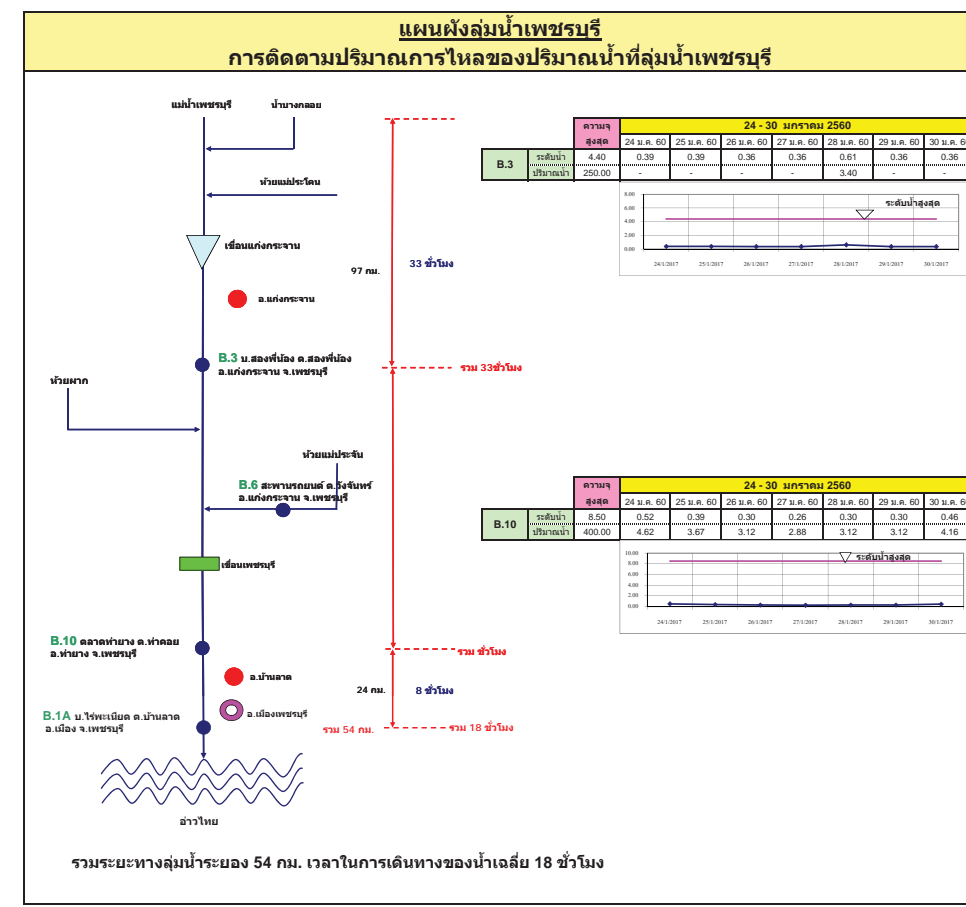 แผนผังลุ่มน้ำเพชรบุรี
การติดตามปริมาณการไหลของปริมาณน้ำที่ลุ่มน้ำเพชรบุรี
แม่น้ำเพชรบุรี
น้ำบางกลอย
ห้วยแม่ประโดน
เขื่อนแก่งกระจาน
97 กม.
33 ชั่วโมง
อ.แก่งกระจาน
B.3 บ.สองพี่น้อง ต.สองพี่น้อง
อ.แก่งกระจาน จ.เพชรบุรี
รวม 33ชั่วโมง
ห้วยผาก
ห้วยแม่ประจัน
B.6 สะพานรถยนต์ ต.วังจันทร์
อ.แก่งกระจาน จ.เพชรบุรี
เขื่อนเพชรบุรี
B.10 ตลาดท่ายาง ต.ท่าคอย
อ.ท่ายาง จ.เพชรบุรี
รวม ชั่วโมง
อ.บ้านลาด
24 กม.
8 ชั่วโมง
อ.เมืองเพชรบุรี
B.1A บ.ไร่พะเนียด ต.บ้านลาด
อ.เมือง จ.เพชรบุรี
รวม 54 กม.
รวม 18 ชั่วโมง
อ่าวไทย
รวมระยะทางลุ่มน้ำระยอง 54 กม. เวลาในการเดินทางของน้ำเฉลี่ย 18 ชั่วโมง
ความจุ 24 - 30 มกราคม 2560
สูงสุด 24 ม.ค. 60 25 ม.ค. 60 26 ม.ค. 60 27 ม.ค. 60 28 ม.ค. 60 29 ม.ค. 60 30 ม.ค. 6
B.3
ระดับน้ำ 4.40 0.39 0.39 0.36 0.36 0.61 0.36 0.36
ปริมาณน้ำ 250.00 - - - - 3.40 - -
8.00
6.00
4.00
2.00
0.00
ระดับน้ำสูงสุด
24/1/2017 25/1/2017 26/1/2017 27/1/2017 28/1/2017 29/1/2017 30/1/2017
ความจุ 24 - 30 มกราคม 2560
สูงสุด 24 ม.ค. 60 25 ม.ค. 60 26 ม.ค. 60 27 ม.ค. 60 28 ม.ค. 60 29 ม.ค. 60 30 ม.ค. 6
B.10
ระดับน้ำ 8.50 0.52 0.39 0.30 0.26 0.30 0.30 0.46
ปริมาณน้ำ 400.00 4.62 3.67 3.12 2.88 3.12 3.12 4.16
10.00
8.00
6.00
4.00
2.00
0.00
ระดับน้ำสูงสุด
24/1/2017 25/1/2017 26/1/2017 27/1/2017 28/1/2017 29/1/2017 30/1/2017